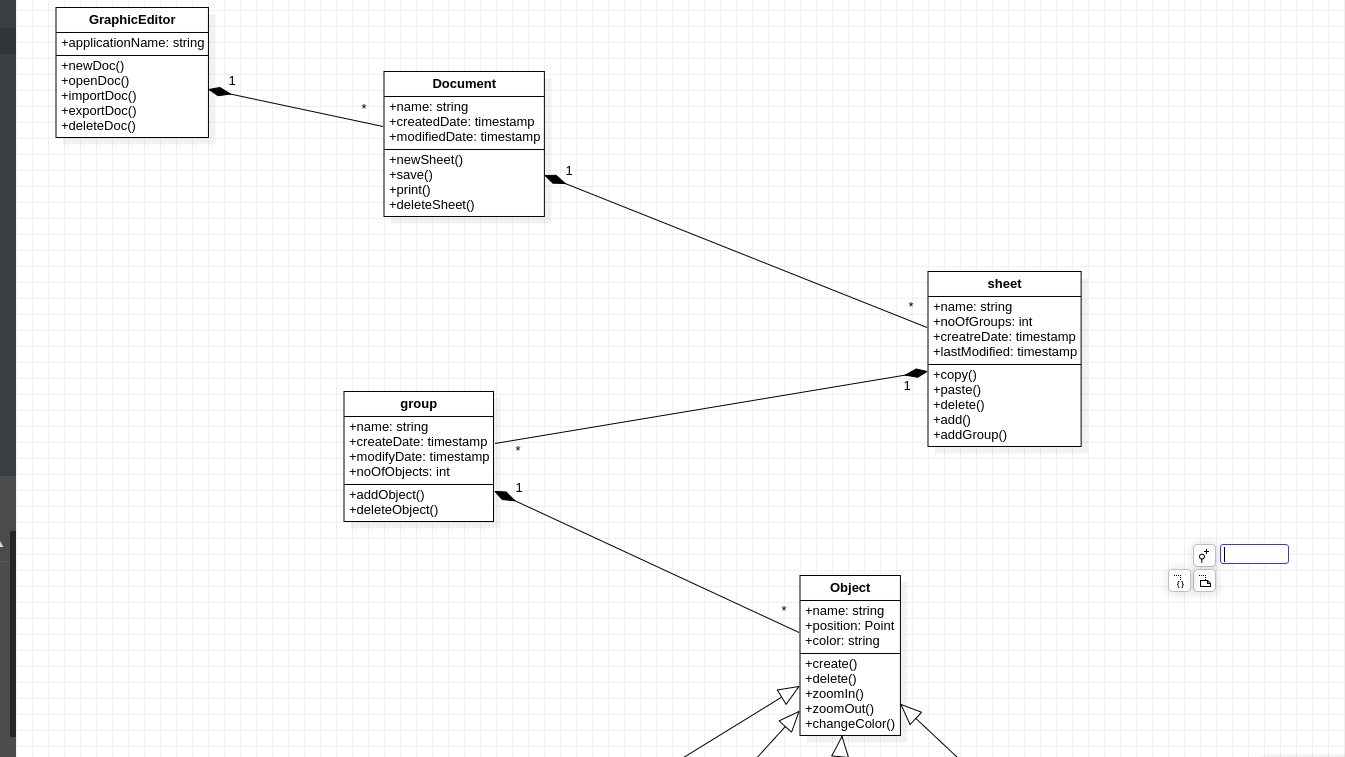 GraphicEditor
+applicationName: string
+newDoc()
+openDoc()
+importDoc()
+exportDoc()
+deleteDoc()
1
*
Document
+name: string
+createdDate: timestamp
+modifiedDate: timestamp
+newSheet()
+save()
+print()
+deleteSheet()
1
*
sheet
+name: string
+noOfGroups: int
+creatreDate: timestamp
+lastModified: timestamp
+copy()
+paste()
+delete()
+add()
+addGroup()
1
*
group
+name: string
+createDate: timestamp
+modifyDate: timestamp
+noOfObjects: int
+addObject()
+deleteObject()
1
*
Object
+name: string
+position: Point
+color: string
+create()
+delete()
+zoomIn()
+zoomOut()
+changeColor()